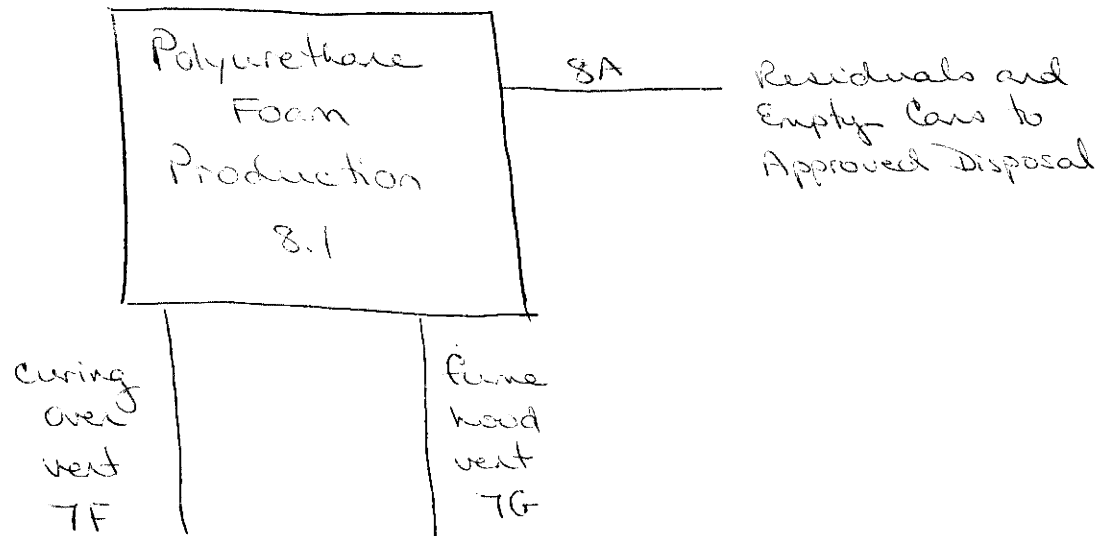 Polyurethane
Foam
Production
8.1
8A
Residuals and
Empty Cans to
Approved Disposal
curing
oven
vent
7F
fume
hood
vent
7G